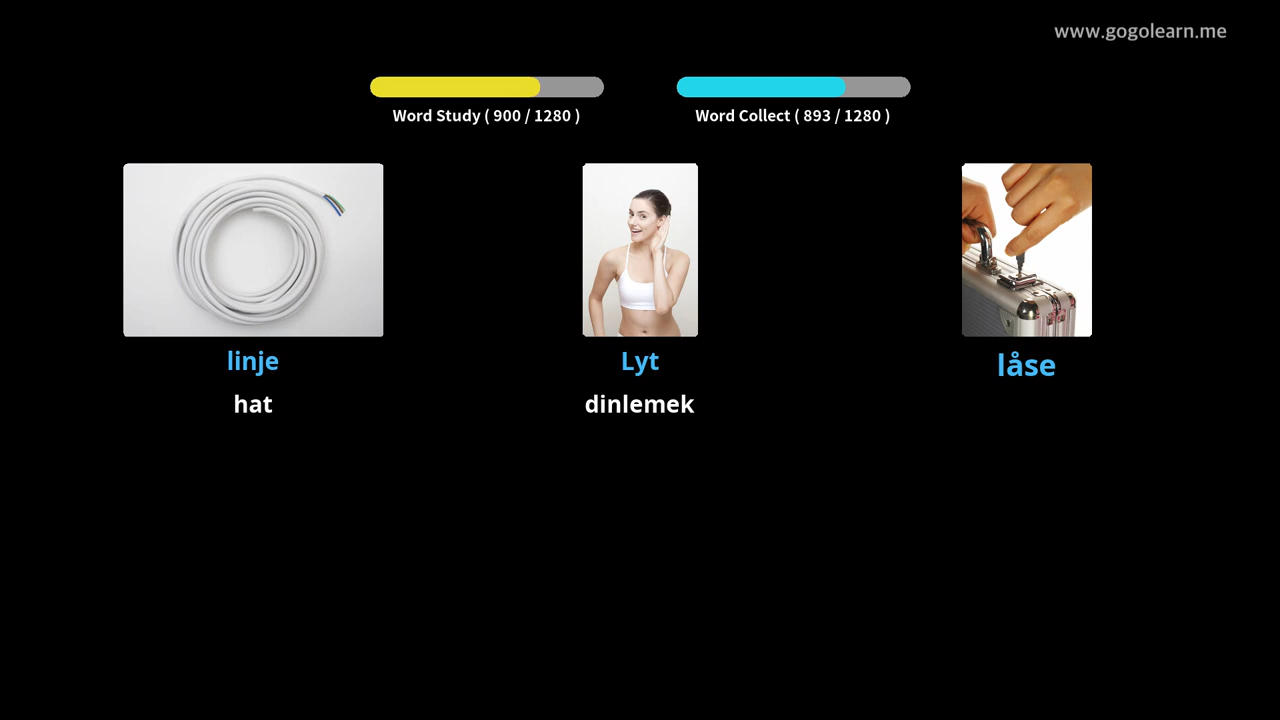 www.gogolearn.me
Word Study ( 900 / 1280 )
Word Collect ( 893 / 1280 )
linje
hat
Lyt
dinlemek
låse